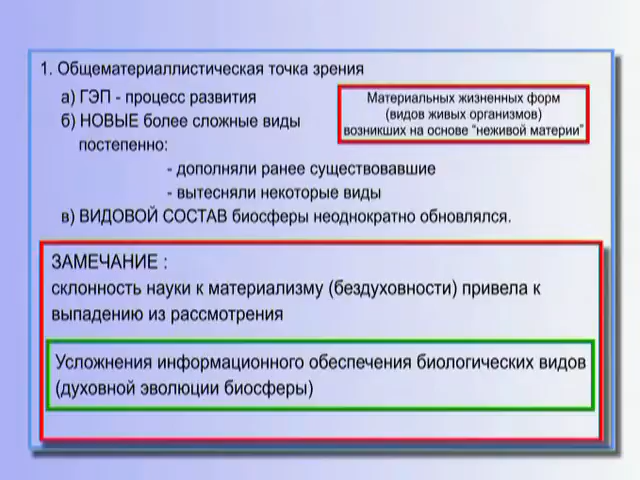 1. Общематериаллистическая точка зрения
а) ГЭП - процесс развития
Материальных жизненных форм
(видов живых организмов)
возникших на основе "неживой материи"
б) НОВЫЕ более сложные виды
постепенно:
- дополняли ранее существовавшие
- вытесняли некоторые виды
в) ВИДОВОЙ СОСТАВ биосферы неоднократно обновлялся.
ЗАМЕЧАНИЕ :
склонность науки к материализму (бездуховности) привела к
выпадению из рассмотрения
Усложнения информационного обеспечения биологических видов
(духовной эволюции биосферы)